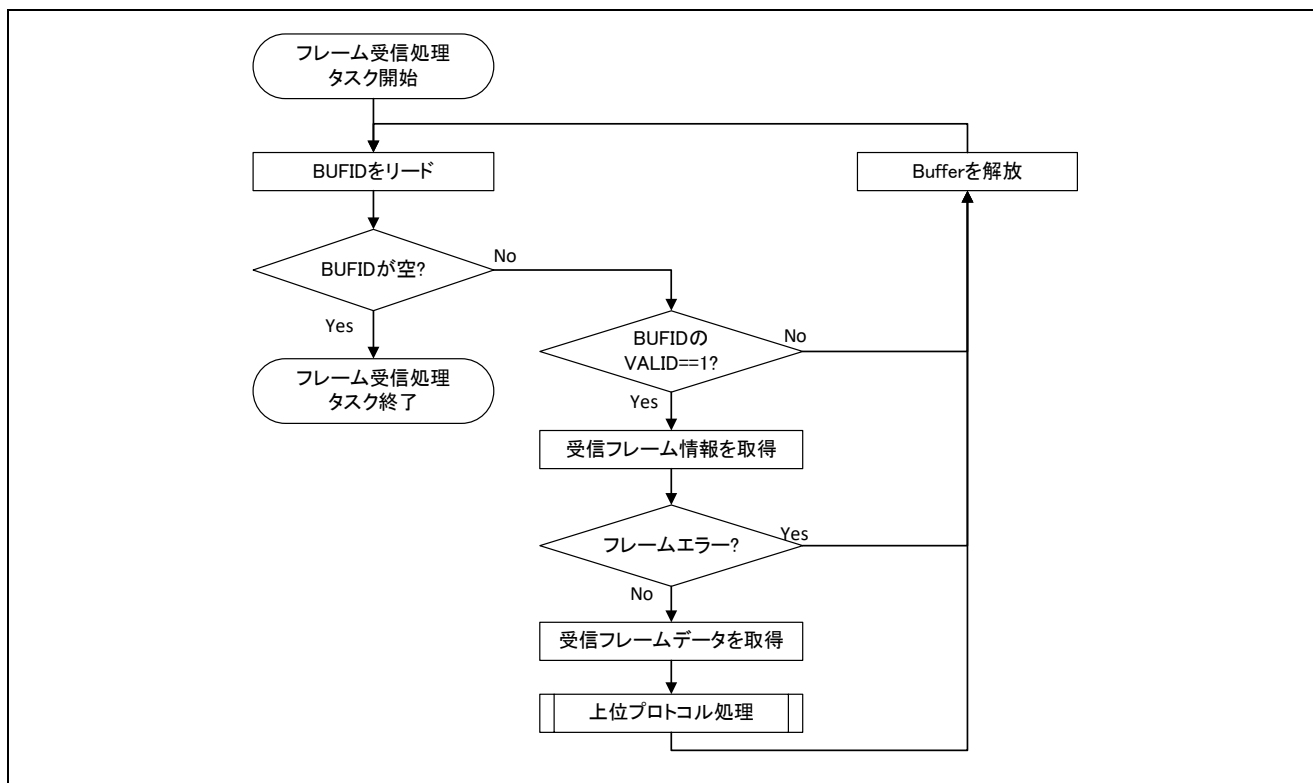 フレーム受信処理
タスク開始
BUFIDをリード
Bufferを解放
BUFIDが空?
No
Yes
フレーム受信処理
タスク終了
BUFIDの
VALID==1?
No
Yes
受信フレーム情報を取得
フレームエラー?
Yes
No
受信フレームデータを取得
上位プロトコル処理